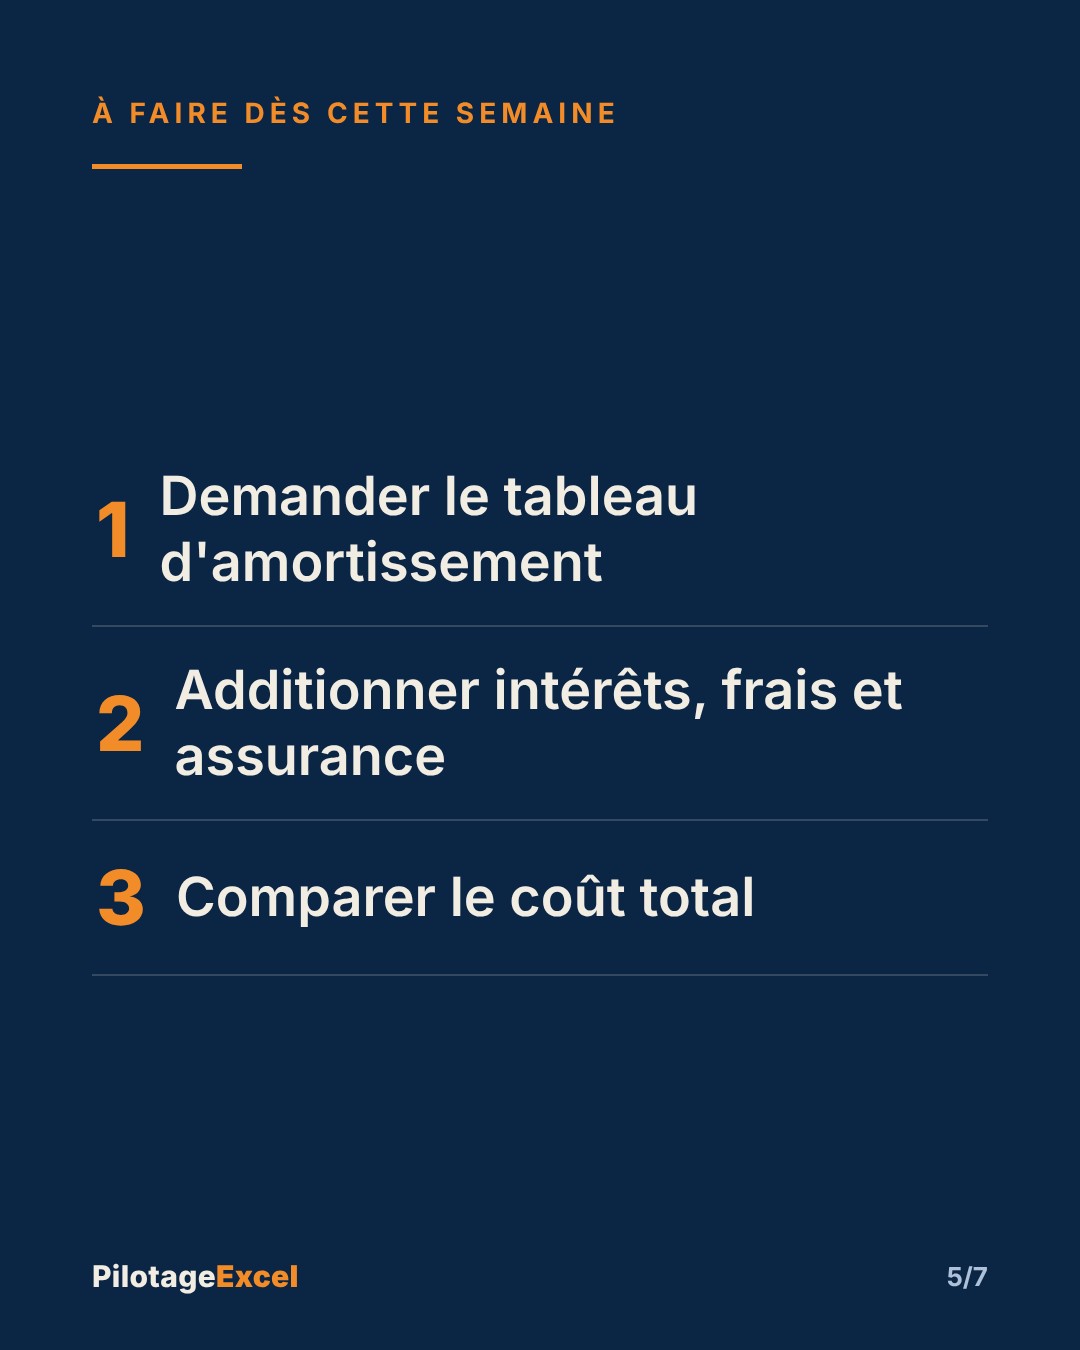 À FAIRE DÈS CETTE SEMAINE
1 Demander le tableau
d'amortissement
2 Additionner intérêts, frais et
assurance
3 Comparer le coût total
PilotageExcel
5/7